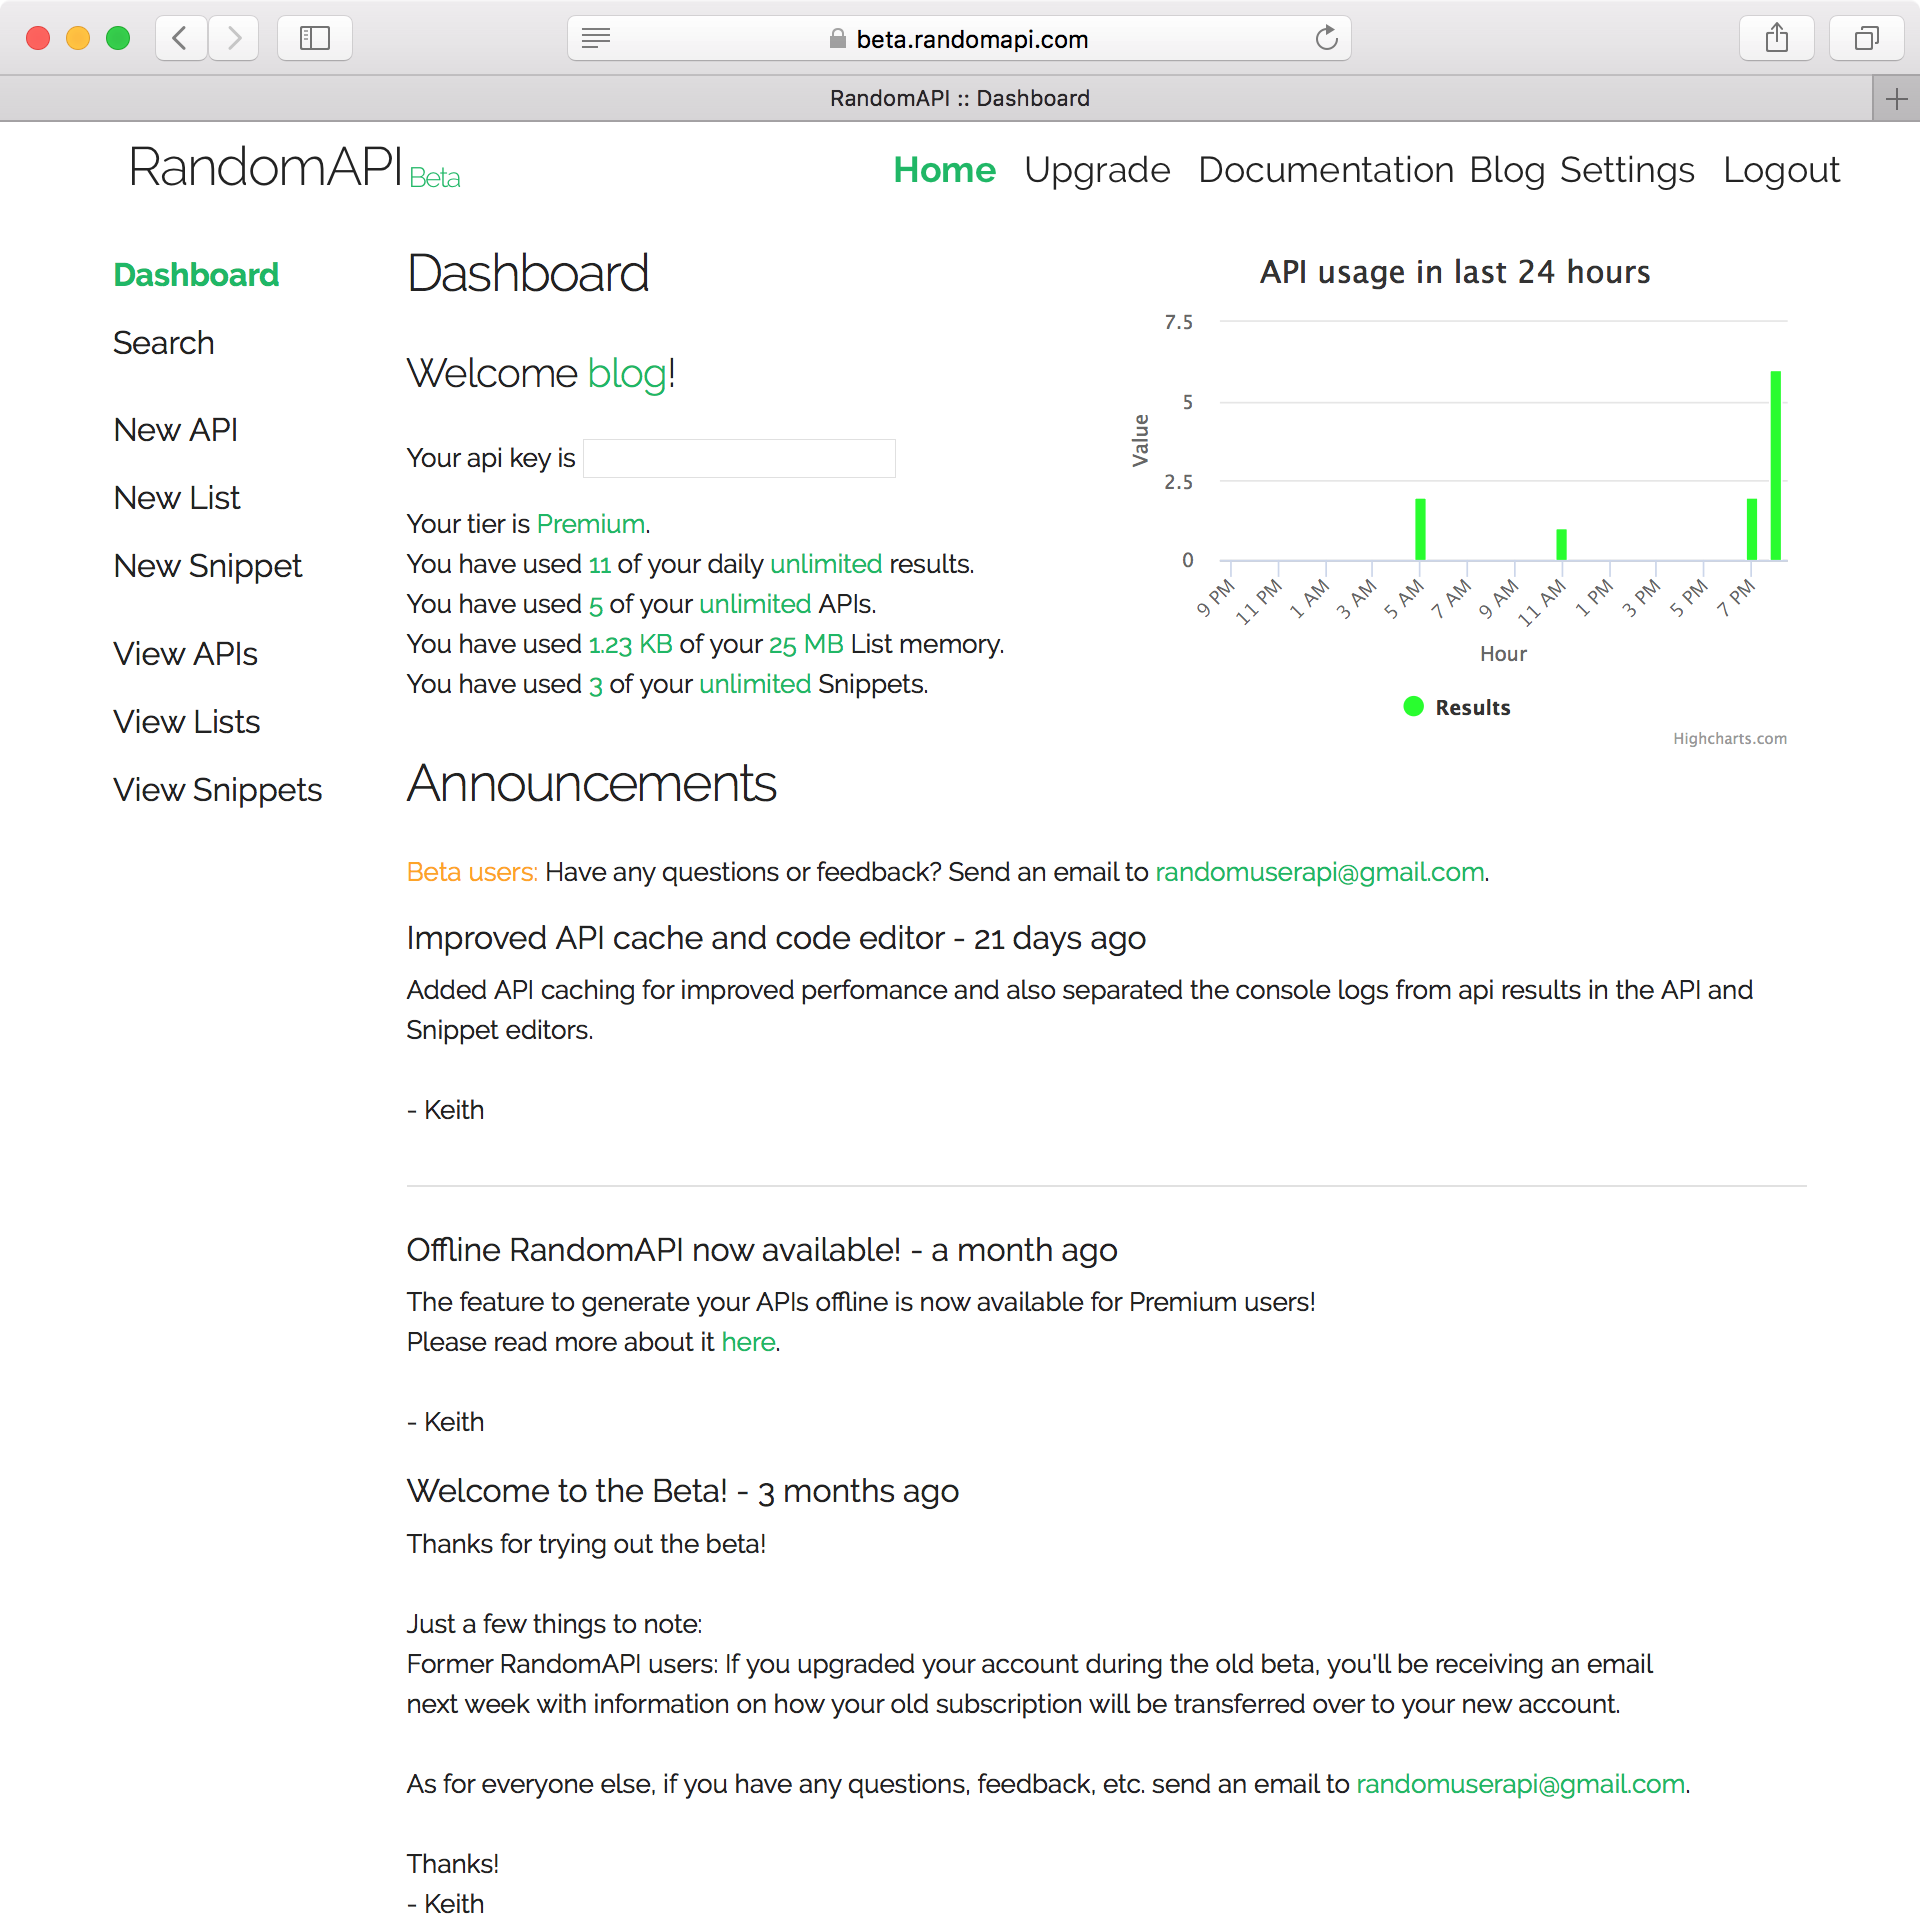 beta.randomapi.com
RandomAPI :: Dashboard
RandomAPI Beta
Home Upgrade Documentation Blog Settings Logout
Dashboard
Search
New API
New List
New Snippet
View APIs
View Lists
View Snippets
Dashboard
Welcome blog!
Your api key is
Your tier is Premium.
You have used 11 of your daily unlimited results.
You have used 5 of your unlimited APIs.
You have used 1.23 KB of your 25 MB List memory.
You have used 3 of your unlimited Snippets.
API usage in last 24 hours
Value
7.5
5
2.5
0
9 PM 11 PM 1 AM 3 AM 5 AM 7 AM 9 AM 11 AM 1 PM 3 PM 5 PM 7 PM
Hour
Results
Highcharts.com
Announcements
Beta users: Have any questions or feedback? Send an email to randomuserapi@gmail.com.
Improved API cache and code editor - 21 days ago
Added API caching for improved perfomance and also separated the console logs from api results in the API and
Snippet editors.
- Keith
Offline RandomAPI now available! - a month ago
The feature to generate your APIs offline is now available for Premium users!
Please read more about it here.
- Keith
Welcome to the Beta! - 3 months ago
Thanks for trying out the beta!
Just a few things to note:
Former RandomAPI users: If you upgraded your account during the old beta, you'll be receiving an email
next week with information on how your old subscription will be transferred over to your new account.
As for everyone else, if you have any questions, feedback, etc. send an email to randomuserapi@gmail.com.
Thanks!
- Keith